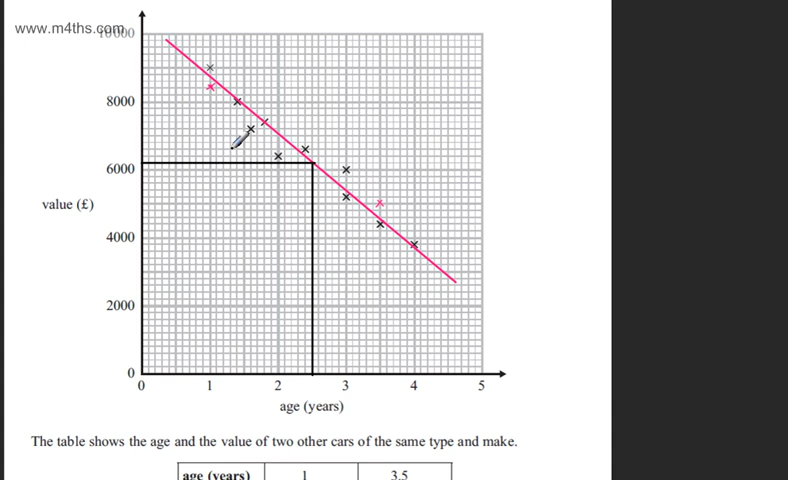 www.m4ths.com
10000
8000
6000
value (£)
4000
2000
0
0 1 2 3 4 5
age (years)
The table shows the age and the value of two other cars of the same type and make.
age (years) 1 3.5